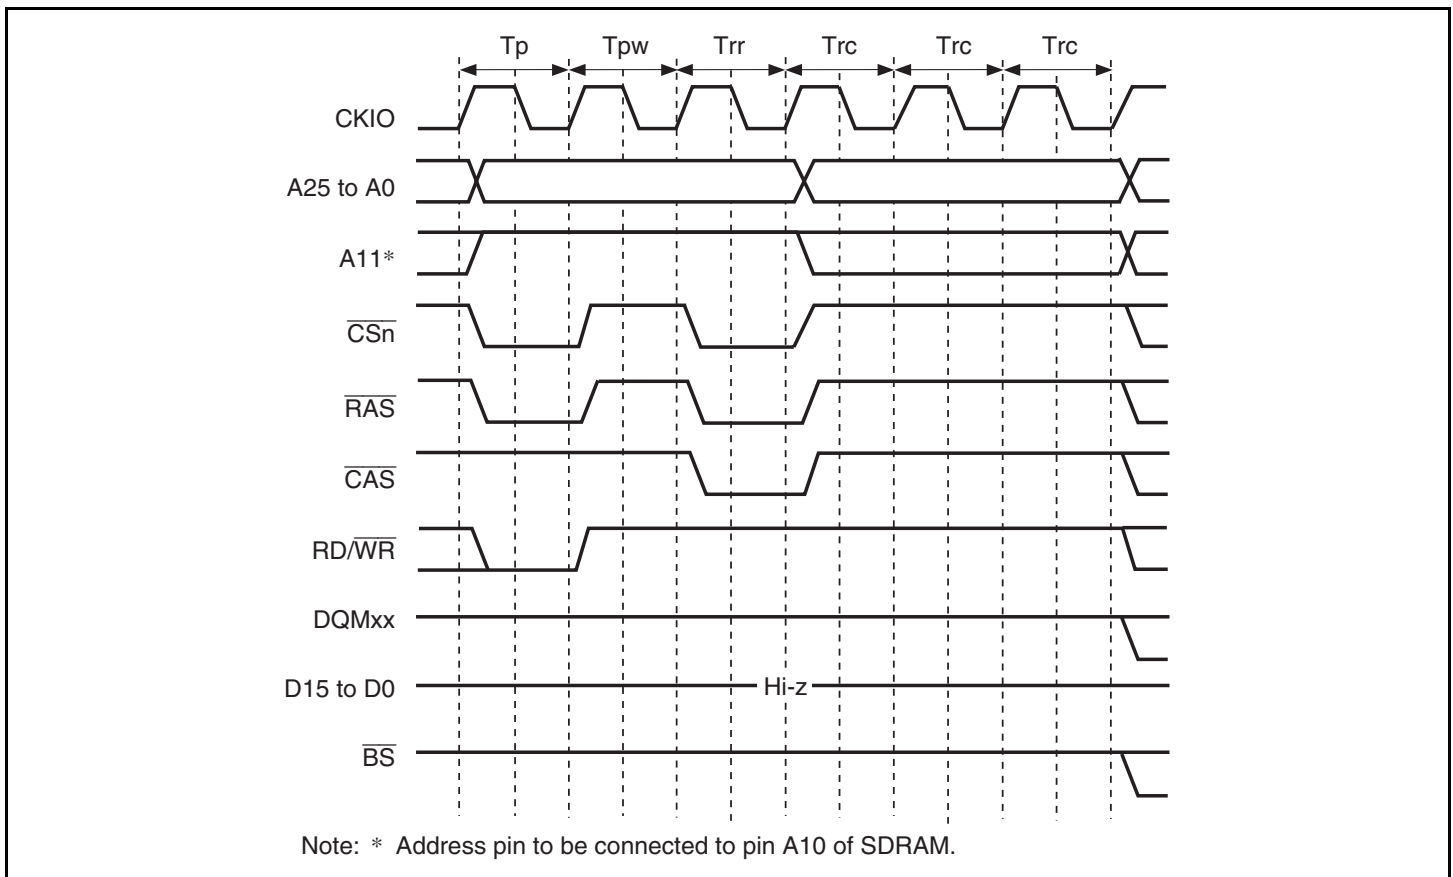 Tp Tpw Trr Trc Trc Trc
CKIO
A25 to A0
A11*
CSn
RAS
CAS
RD/WR
DQMxx
D15 to D0
Hi-z
BS
Note: * Address pin to be connected to pin A10 of SDRAM.